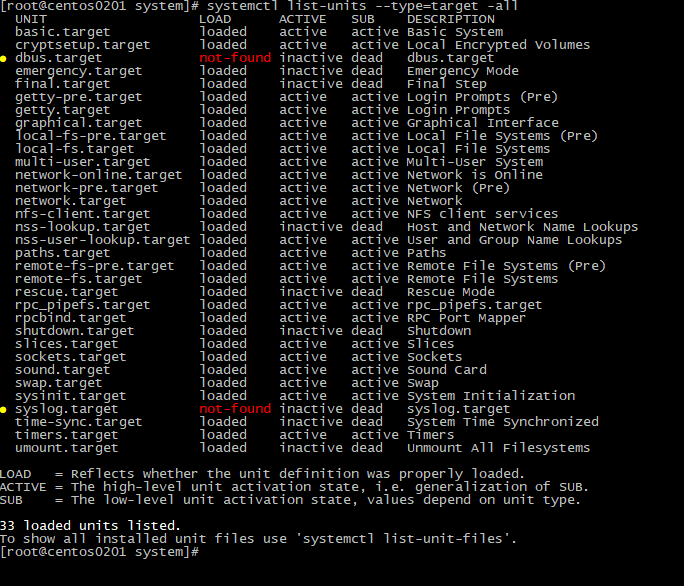 [root@centos0201 system]# systemctl list-units --type=target -all
UNIT LOAD ACTIVE SUB DESCRIPTION
basic.target loaded active active Basic System
cryptsetup.target loaded active active Local Encrypted Volumes
● dbus.target not-found inactive dead dbus.target
emergency.target loaded inactive dead Emergency Mode
final.target loaded inactive dead Final Step
getty-pre.target loaded active active Login Prompts (Pre)
getty.target loaded active active Login Prompts
graphical.target loaded active active Graphical Interface
local-fs-pre.target loaded active active Local File Systems (Pre)
local-fs.target loaded active active Local File Systems
multi-user.target loaded active active Multi-User System
network-online.target loaded active active Network is Online
network-pre.target loaded active active Network (Pre)
network.target loaded active active Network
nfs-client.target loaded active active NFS client services
nss-lookup.target loaded inactive dead Host and Network Name Lookups
nss-user-lookup.target loaded active active User and Group Name Lookups
paths.target loaded active active Paths
remote-fs-pre.target loaded active active Remote File Systems (Pre)
remote-fs.target loaded active active Remote File Systems
rescue.target loaded inactive dead Rescue Mode
rpc_pipefs.target loaded active active rpc_pipefs.target
rpcbind.target loaded active active RPC Port Mapper
shutdown.target loaded inactive dead Shutdown
slices.target loaded active active Slices
sockets.target loaded active active Sockets
sound.target loaded active active Sound Card
swap.target loaded active active Swap
sysinit.target loaded active active System Initialization
● syslog.target not-found inactive dead syslog.target
time-sync.target loaded inactive dead System Time Synchronized
timers.target loaded active active Timers
umount.target loaded inactive dead Unmount All Filesystems
LOAD = Reflects whether the unit definition was properly loaded.
ACTIVE = The high-level unit activation state, i.e. generalization of SUB.
SUB = The low-level unit activation state, values depend on unit type.
33 loaded units listed.
To show all installed unit files use 'systemctl list-unit-files'.
[root@centos0201 system]#